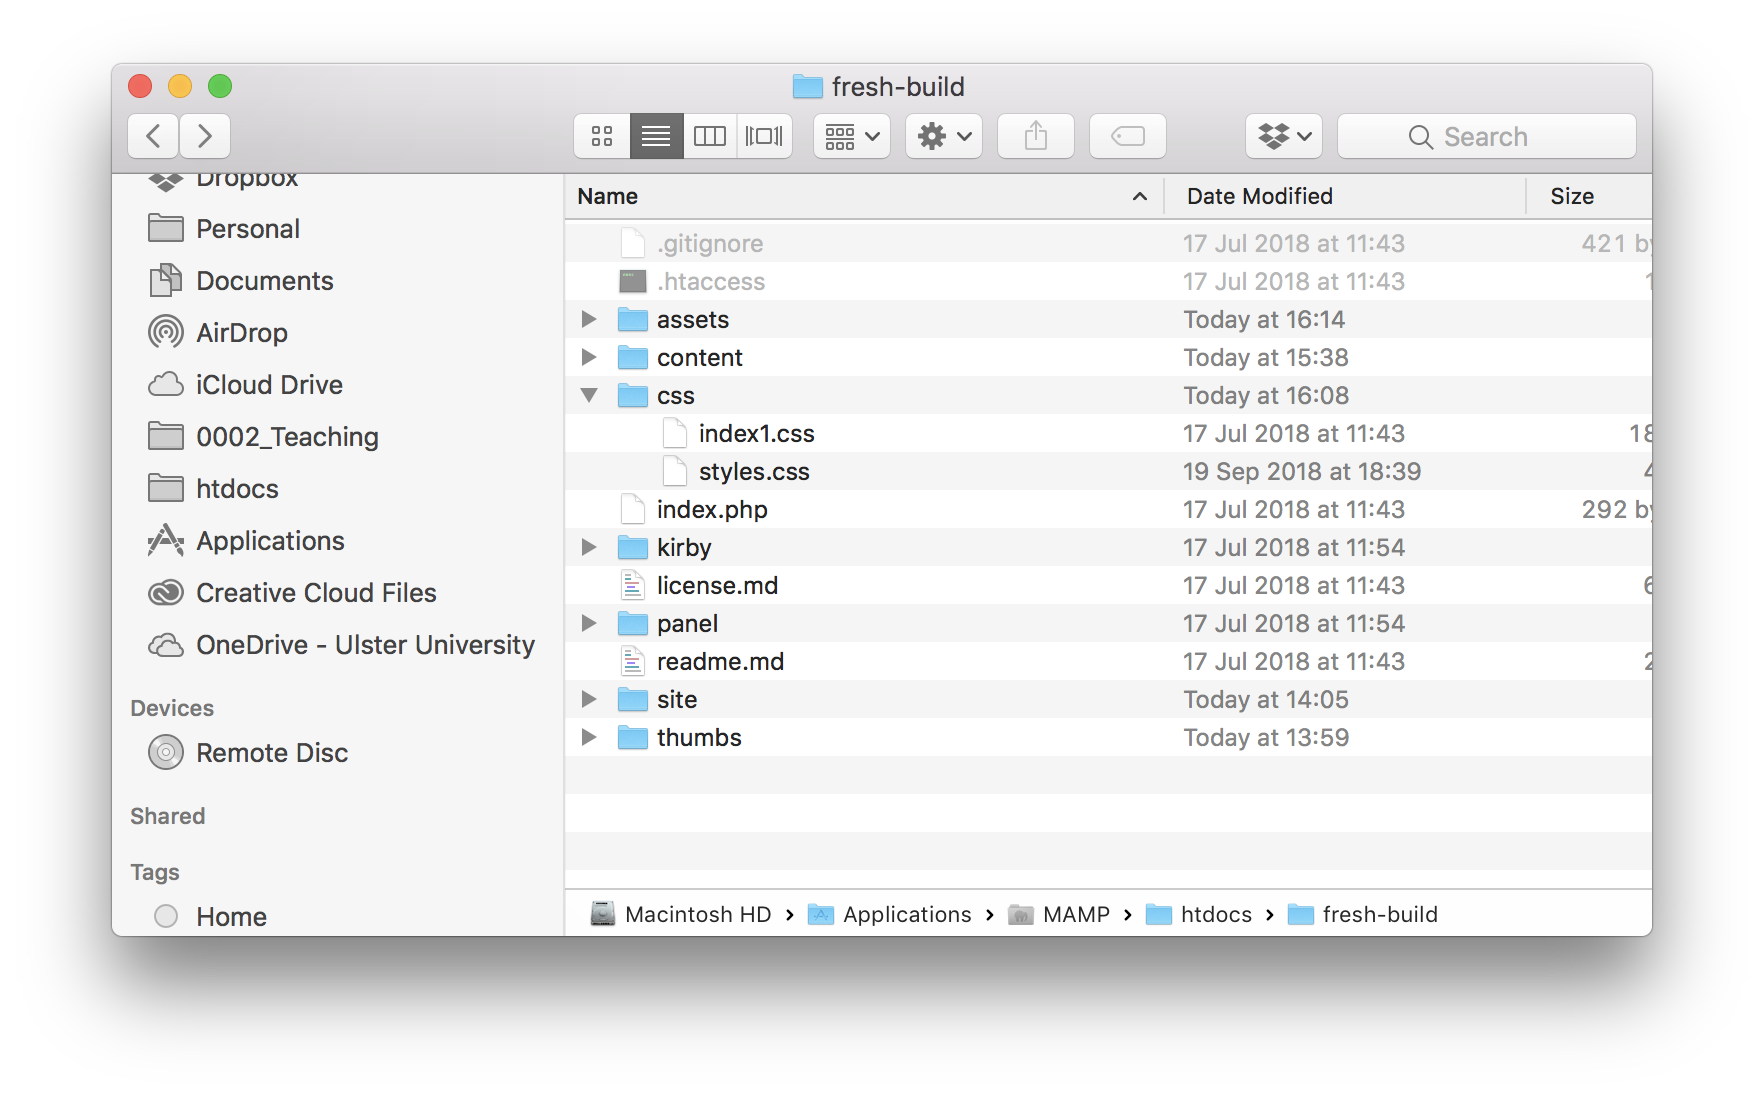 fresh-build
Search
Dropbox
Personal
Documents
AirDrop
iCloud Drive
0002_Teaching
htdocs
Applications
Creative Cloud Files
OneDrive - Ulster University
Devices
Remote Disc
Shared
Tags
Home
Name Date Modified Size
.gitignore 17 Jul 2018 at 11:43 421 by
.htaccess 17 Jul 2018 at 11:43 1
assets Today at 16:14
content Today at 15:38
css Today at 16:08
index1.css 17 Jul 2018 at 11:43 18
styles.css 19 Sep 2018 at 18:39 4
index.php 17 Jul 2018 at 11:43 292 by
kirby 17 Jul 2018 at 11:54
license.md 17 Jul 2018 at 11:43 6
panel 17 Jul 2018 at 11:54
readme.md 17 Jul 2018 at 11:43 2
site Today at 14:05
thumbs Today at 13:59
Macintosh HD › Applications › MAMP › htdocs › fresh-build